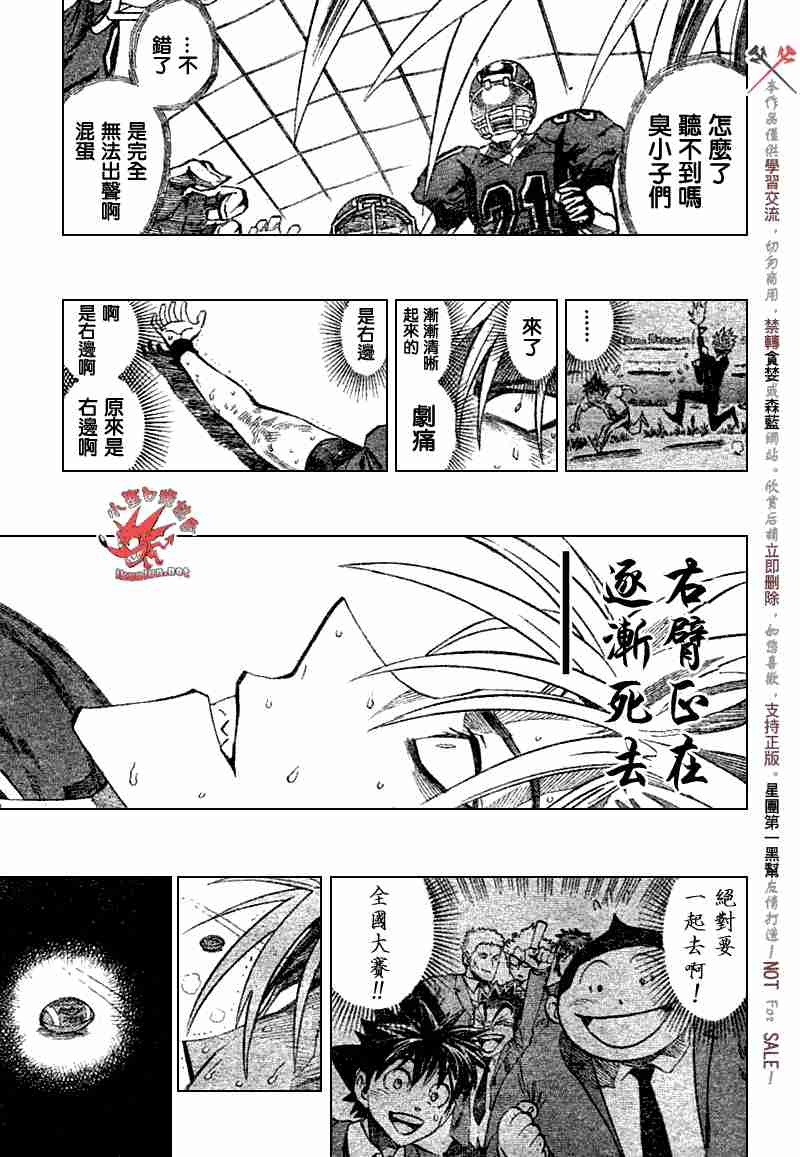 怎麼了
聽不到嗎
臭小子們
…不
錯了
是完全
無法出聲啊
混蛋
……
來了
漸漸清晰
起來的
劇痛
是右邊
啊
是右邊啊
原來是
右邊啊
右臂正在
逐漸死去
絕對要
一起去啊！
全國大賽！！
本作品僅供學習交流，切勿商用，禁轉貪婪或森藍網站。欣賞后請立即刪除，如您喜歡，支持正版。星團第一黑幫友情打造—NOT For SALE—